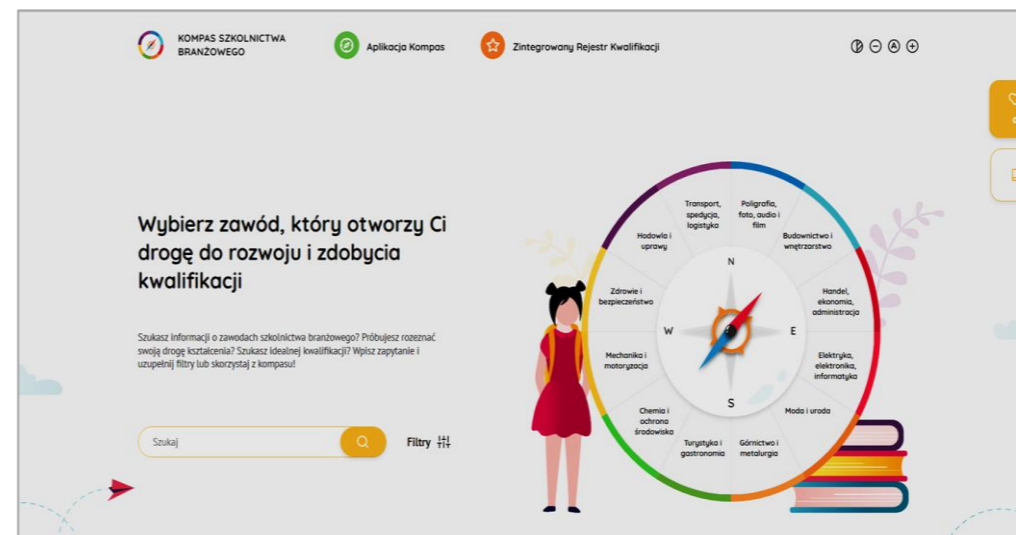 KOMPAS SZKOLNICTWA
BRANŻOWEGO
Aplikacja Kompas
Zintegrowany Rejestr Kwalifikacji
A
Wybierz zawód, który otworzy Ci
drogę do rozwoju i zdobycia
kwalifikacji
Szukasz informacji o zawodach szkolnictwa branżowego? Próbujesz rozeznać
swoją drogę kształcenia? Szukasz idealnej kwalifikacji? Wpisz zapytanie i
uzupełnij filtry lub skorzystaj z kompasu!
Szukaj
Filtry
Transport,
spedycja,
logistyka
Poligrafia,
foto, audio i
film
Hodowla i
uprawy
Budownictwo i
wnętrzarstwo
N
Zdrowie i
bezpieczeństwo
Handel,
ekonomia,
administracja
W
E
Mechanika i
motoryzacja
Elektryka,
elektronika,
informatyka
S
Chemia i
ochrona
środowiska
Moda i uroda
Turystyka i
gastronomia
Górnictwo i
metalurgia